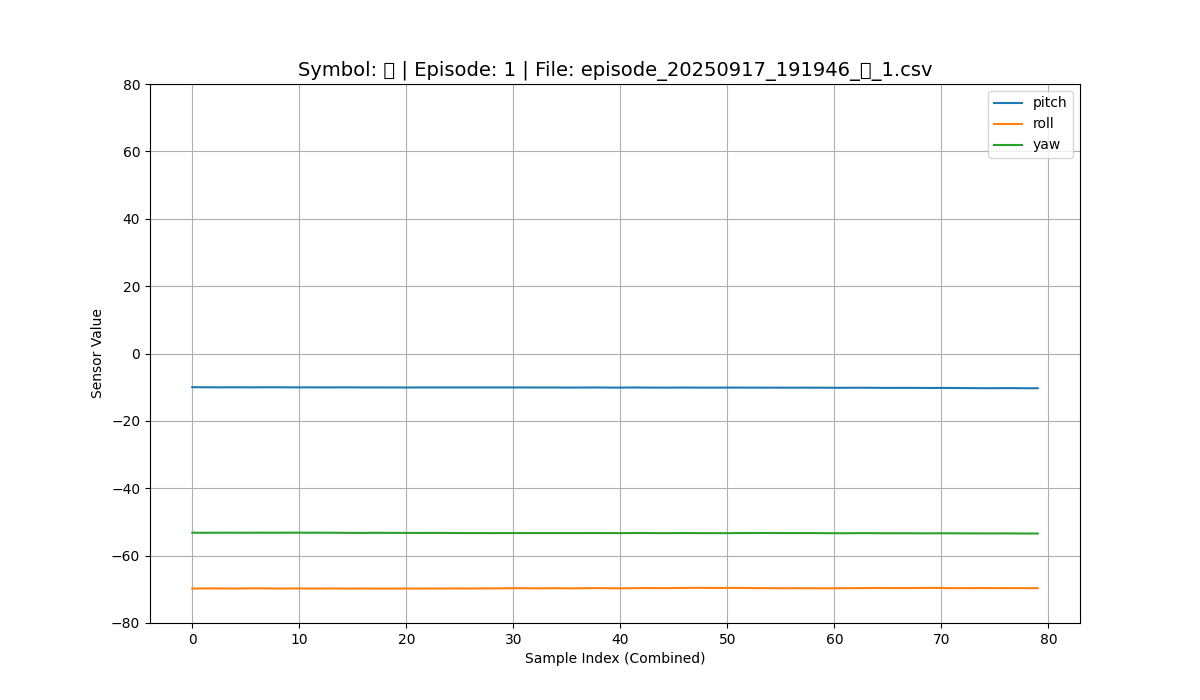 Symbol: | Episode: 1 | File: episode_20250917_191946_ _1.csv
80
60
40
20
0
−20
−40
−60
−80
Sensor Value
pitch
roll
yaw
0 10 20 30 40 50 60 70 80
Sample Index (Combined)